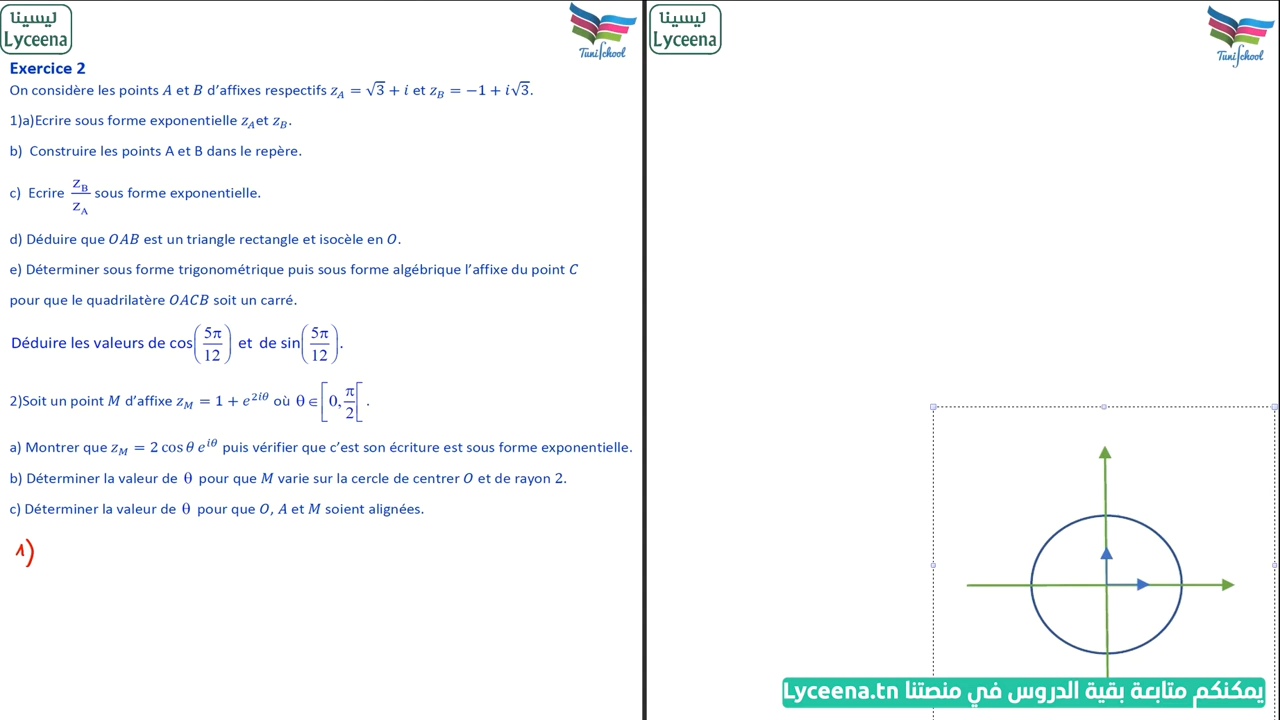 ليسينا
Lyceena
TuniSchool
Exercice 2
On considère les points A et B d'affixes respectifs z_A = √3 + i et z_B = −1 + i√3.
1)a)Ecrire sous forme exponentielle z_A et z_B.
b) Construire les points A et B dans le repère.
c) Ecrire z_B/z_A sous forme exponentielle.
d) Déduire que OAB est un triangle rectangle et isocèle en O.
e) Déterminer sous forme trigonométrique puis sous forme algébrique l'affixe du point C
pour que le quadrilatère OACB soit un carré.
Déduire les valeurs de cos(5π/12) et de sin(5π/12).
2)Soit un point M d'affixe z_M = 1 + e^{2iθ} où θ ∈ [0, π/2[ .
a) Montrer que z_M = 2 cos θ e^{iθ} puis vérifier que c'est son écriture est sous forme exponentielle.
b) Déterminer la valeur de θ pour que M varie sur la cercle de centrer O et de rayon 2.
c) Déterminer la valeur de θ pour que O, A et M soient alignées.
1)
ليسينا
Lyceena
TuniSchool
يمكنكم متابعة بقية الدروس في منصتنا Lyceena.tn